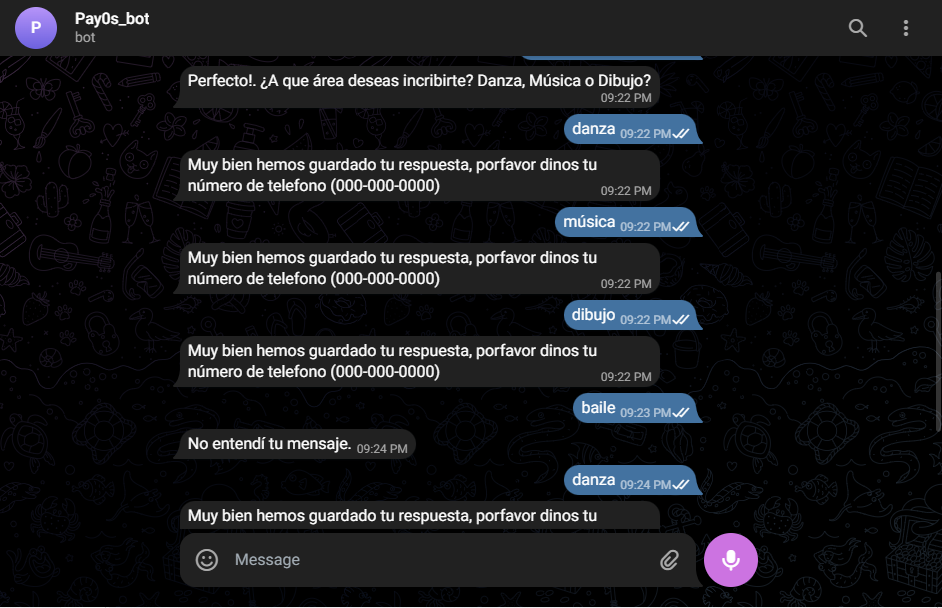 P
Pay0s_bot
bot
Perfecto!. ¿A que área deseas incribirte? Danza, Música o Dibujo?
09:22 PM
danza 09:22 PM
Muy bien hemos guardado tu respuesta, porfavor dinos tu
número de telefono (000-000-0000) 09:22 PM
música 09:22 PM
Muy bien hemos guardado tu respuesta, porfavor dinos tu
número de telefono (000-000-0000) 09:22 PM
dibujo 09:22 PM
Muy bien hemos guardado tu respuesta, porfavor dinos tu
número de telefono (000-000-0000) 09:22 PM
baile 09:23 PM
No entendí tu mensaje. 09:24 PM
danza 09:24 PM
Muy bien hemos guardado tu respuesta, porfavor dinos tu
Message